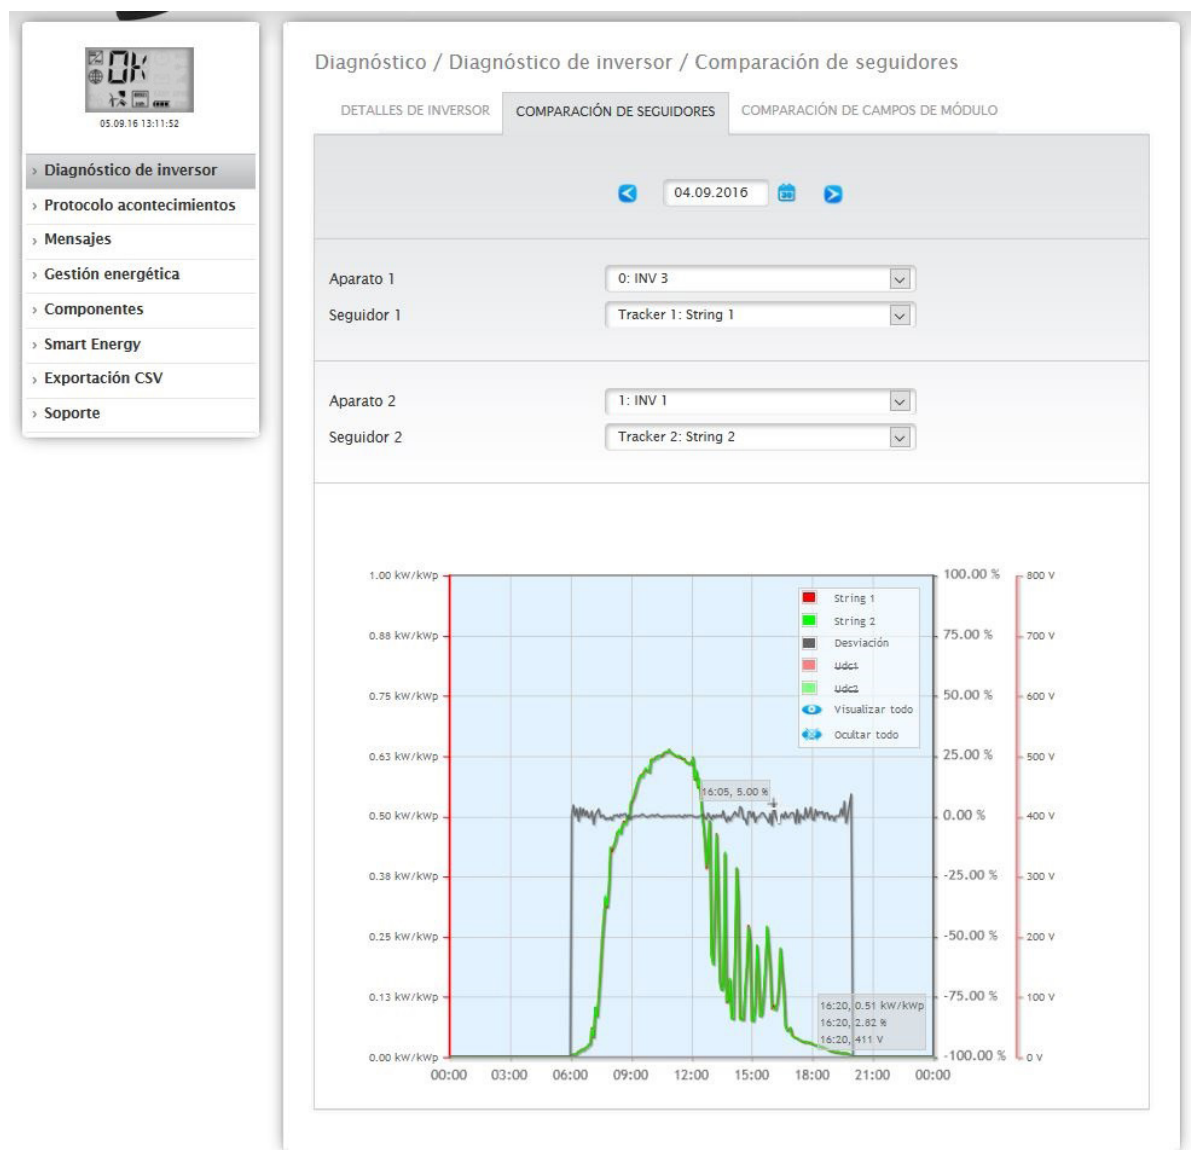 OK
05.09.16 13:11:52
Diagnóstico de inversor
Protocolo acontecimientos
Mensajes
Gestión energética
Componentes
Smart Energy
Exportación CSV
Soporte
Diagnóstico / Diagnóstico de inversor / Comparación de seguidores
DETALLES DE INVERSOR COMPARACIÓN DE SEGUIDORES COMPARACIÓN DE CAMPOS DE MÓDULO
04.09.2016
Aparato 1 0: INV 3
Seguidor 1 Tracker 1: String 1
Aparato 2 1: INV 1
Seguidor 2 Tracker 2: String 2
1.00 kW/kWp 100.00 % 800 V
String 1
String 2
0.88 kW/kWp 75.00 % 700 V
Desviación
Udc1
Udc2
0.75 kW/kWp 50.00 % 600 V
Visualizar todo
Ocultar todo
0.63 kW/kWp 25.00 % 500 V
16:05, 5.00 %
0.50 kW/kWp 0.00 % 400 V
0.38 kW/kWp -25.00 % 300 V
0.25 kW/kWp -50.00 % 200 V
0.13 kW/kWp -75.00 % 100 V
16:20, 0.51 kW/kWp
16:20, 2.82 %
16:20, 411 V
0.00 kW/kWp -100.00 % 0 V
00:00 03:00 06:00 09:00 12:00 15:00 18:00 21:00 00:00